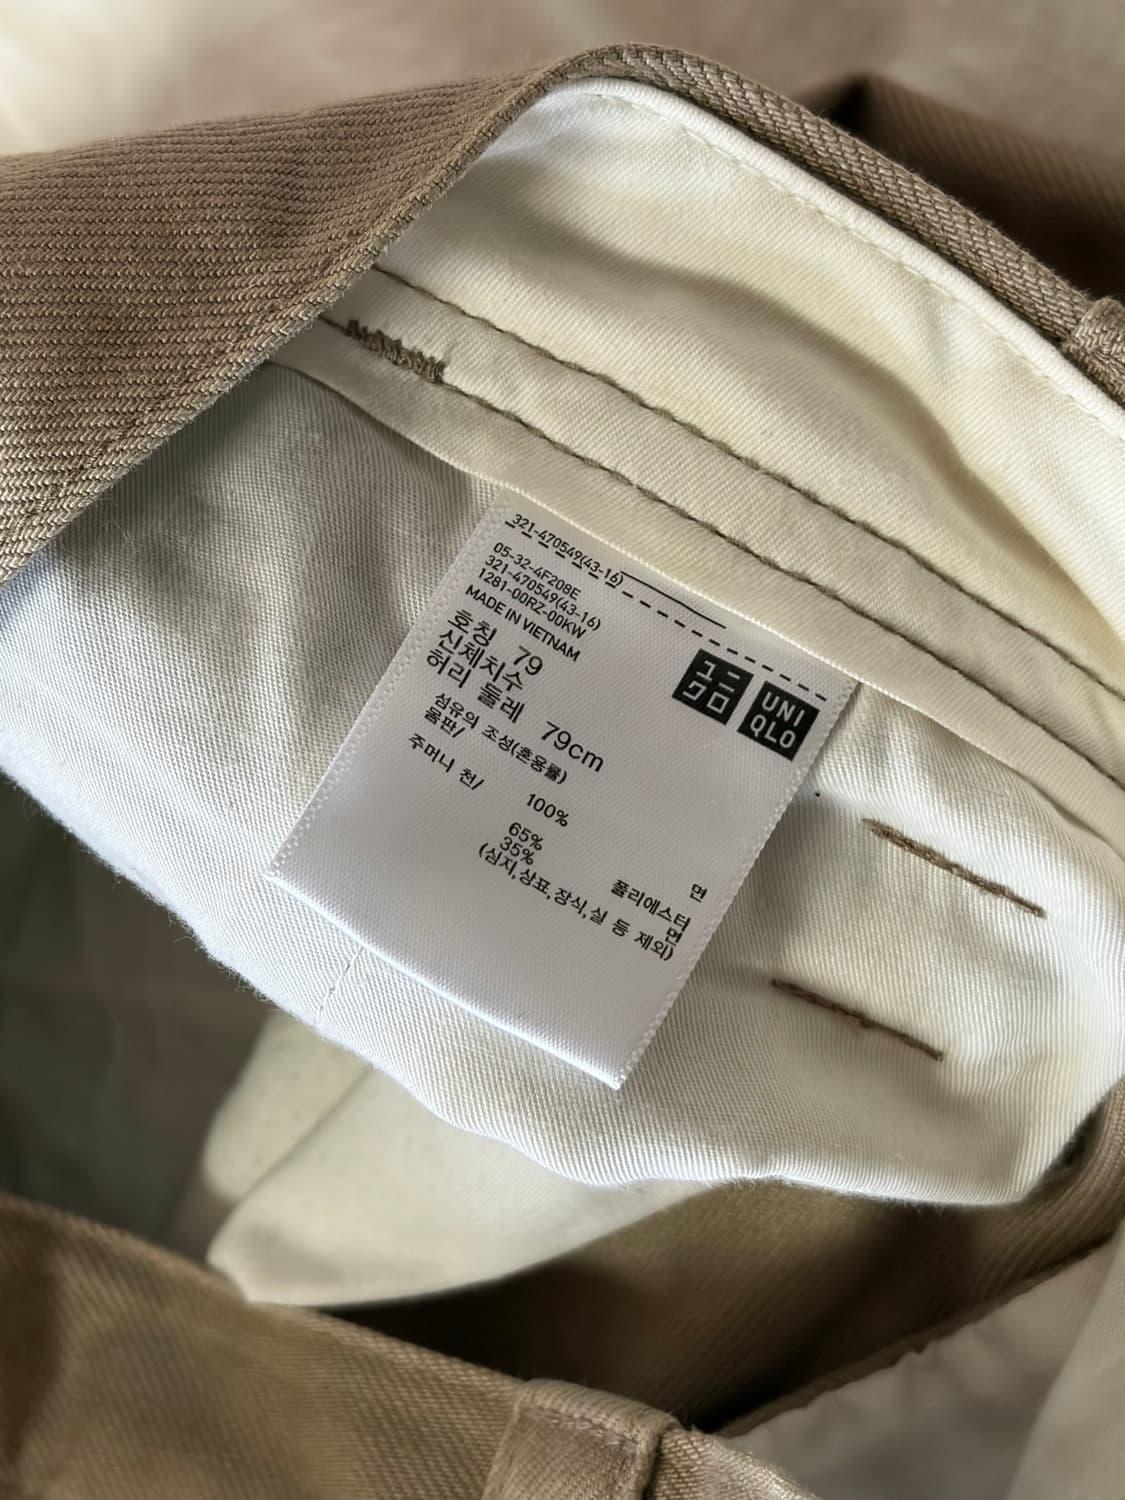 321-470549(43-16)
05-32-4F208E
321-470549(43-16)
1281-00RZ-00KW
MADE IN VIETNAM
ユニ
クロ
UNI
QLO
호칭 79
신체치수
허리 둘레 79cm
섬유의 조성(혼용률)
몸판/
100% 면
주머니 천/
65% 폴리에스터
35% 면
(심지,상표,장식,실 등 제외)